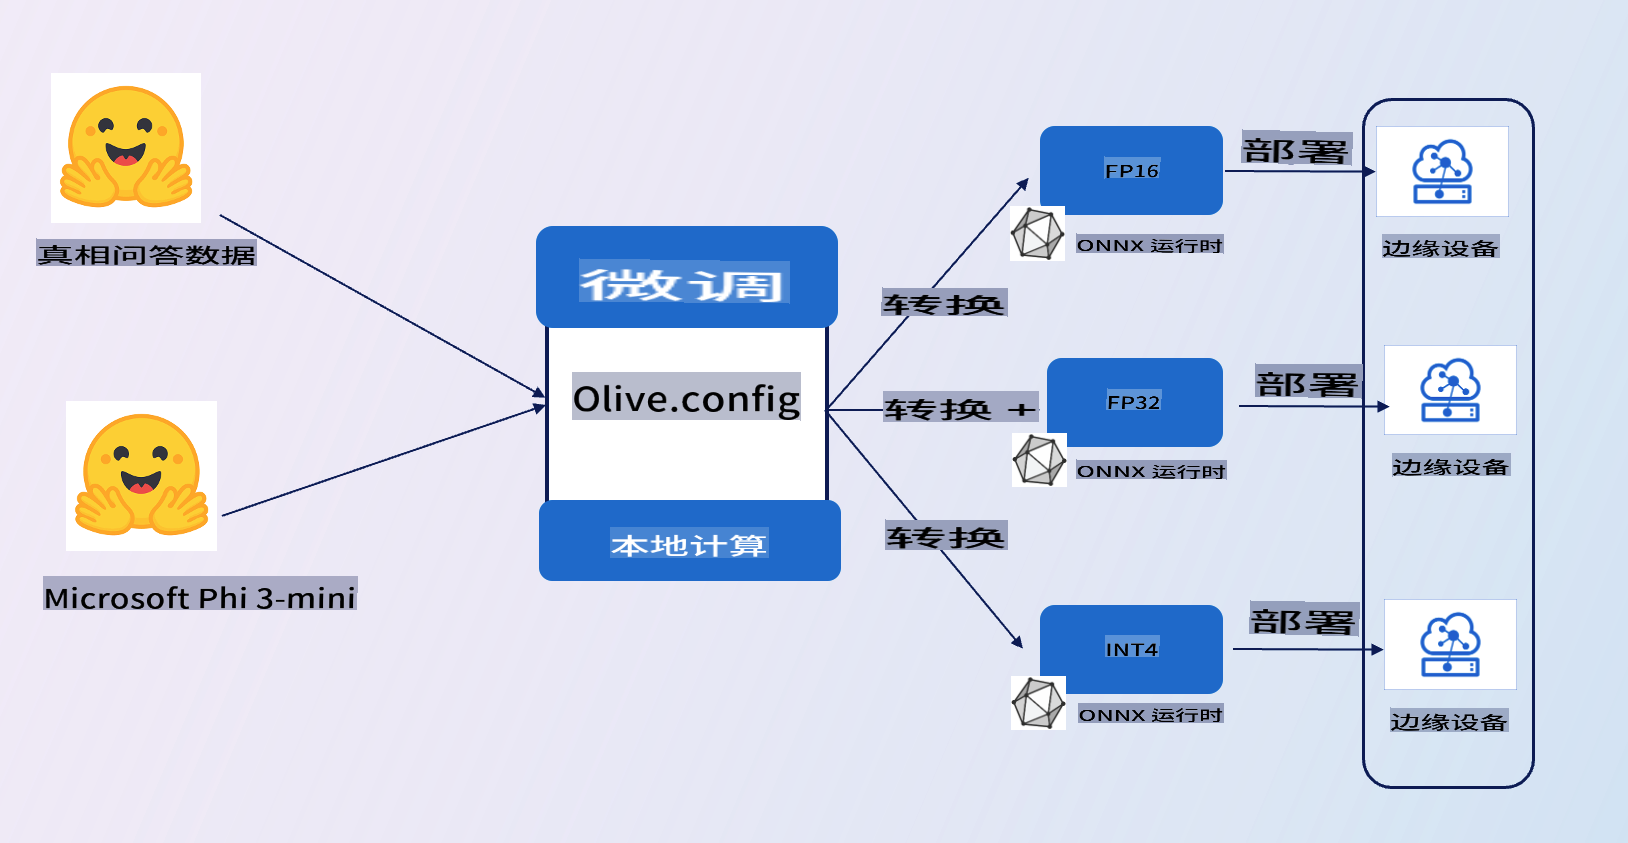 真相问答数据
Microsoft Phi 3-mini
微调
Olive.config
本地计算
转换
转换 +
转换
FP16
ONNX 运行时
FP32
ONNX 运行时
INT4
ONNX 运行时
部署
部署
部署
边缘设备
边缘设备
边缘设备